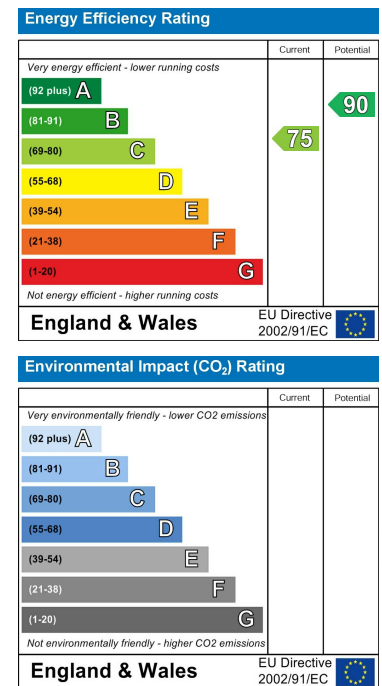 Energy Efficiency Rating
Current Potential
Very energy efficient - lower running costs
(92 plus) A
90
(81-91) B
75
(69-80) C
(55-68) D
(39-54) E
(21-38) F
(1-20) G
Not energy efficient - higher running costs
England & Wales
EU Directive
2002/91/EC
Environmental Impact (CO₂) Rating
Current Potential
Very environmentally friendly - lower CO2 emissions
(92 plus) A
(81-91) B
(69-80) C
(55-68) D
(39-54) E
(21-38) F
(1-20) G
Not environmentally friendly - higher CO2 emissions
England & Wales
EU Directive
2002/91/EC